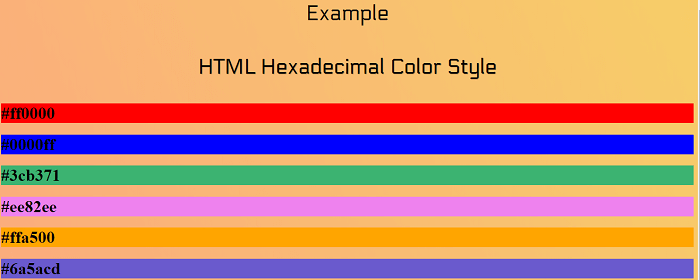 Example
HTML Hexadecimal Color Style
#ff0000
#0000ff
#3cb371
#ee82ee
#ffa500
#6a5acd